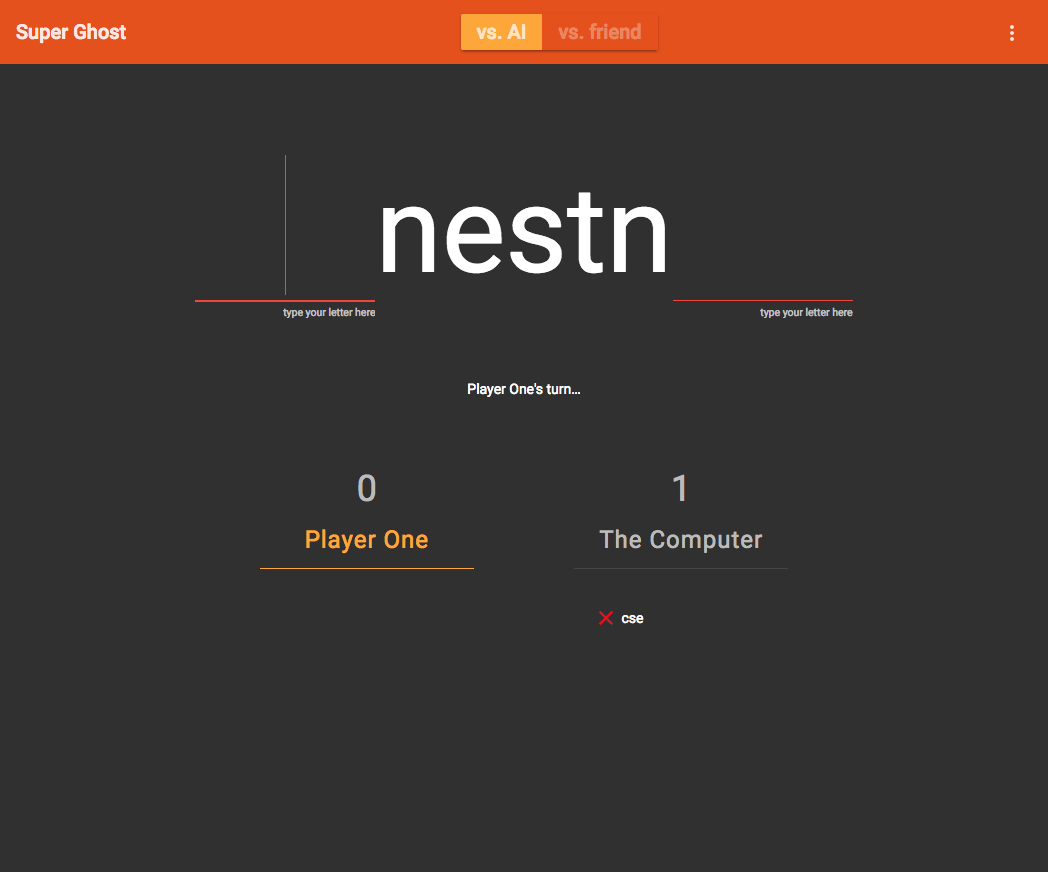 Super Ghost
vs. AI
vs. friend
nestn
type your letter here
type your letter here
Player One's turn...
0
1
Player One
The Computer
cse